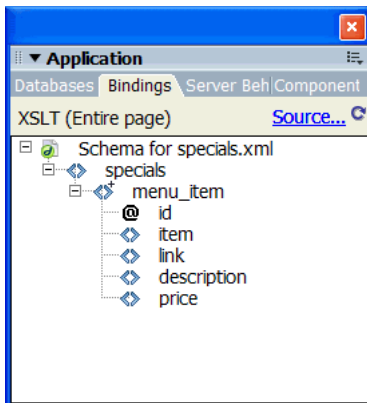 Application
Databases Bindings Server Beh Component
XSLT (Entire page) Source...
Schema for specials.xml
specials
menu_item
@ id
item
link
description
price